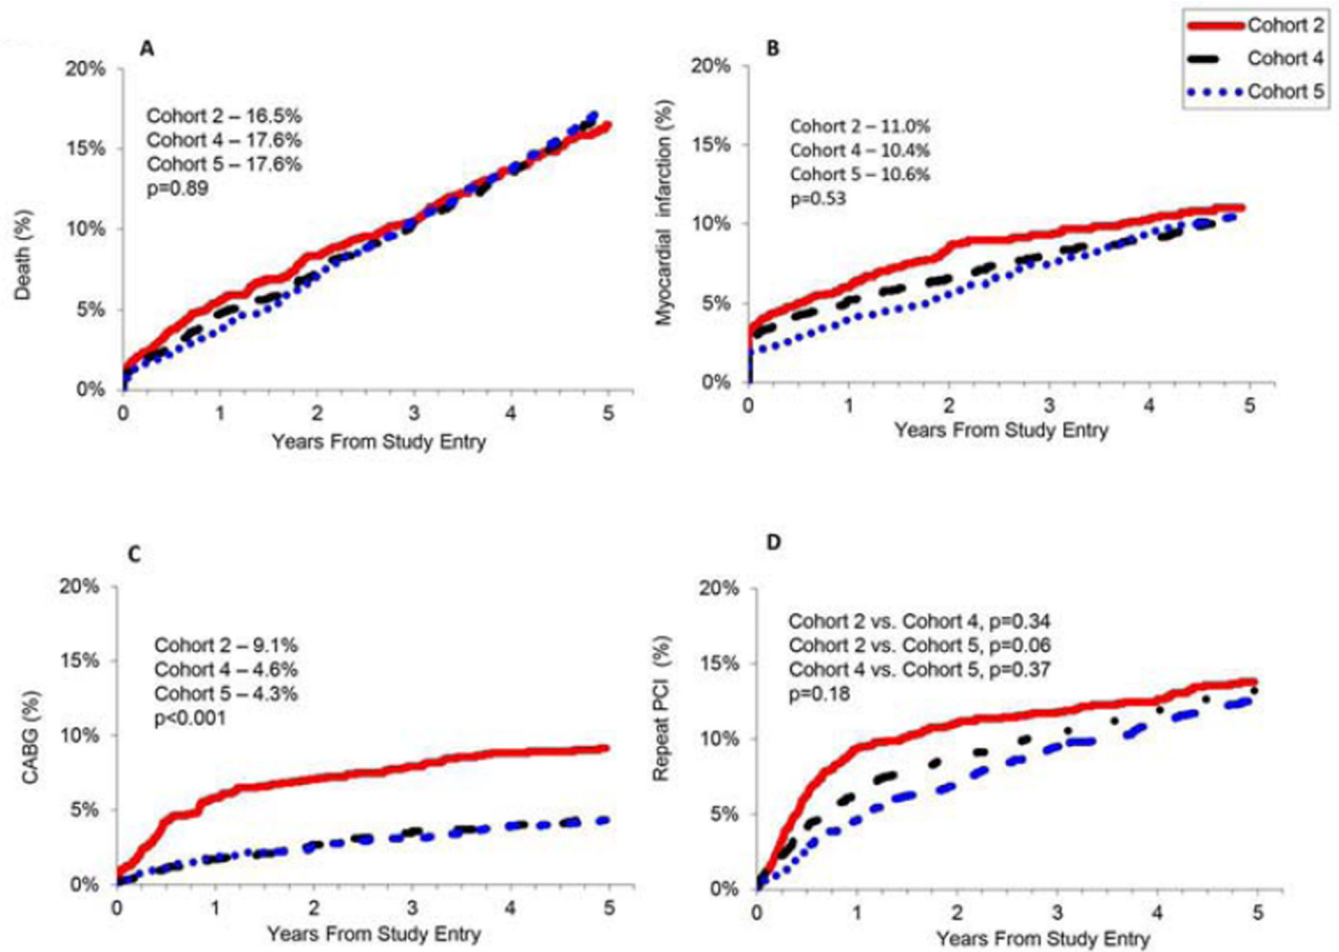 Cohort 2
Cohort 4
Cohort 5
A
20%
15%
10%
5%
0%
Death (%)
Cohort 2 – 16.5%
Cohort 4 – 17.6%
Cohort 5 – 17.6%
p=0.89
0 1 2 3 4 5
Years From Study Entry
B
20%
15%
10%
5%
0%
Myocardial infarction (%)
Cohort 2 – 11.0%
Cohort 4 – 10.4%
Cohort 5 – 10.6%
p=0.53
0 1 2 3 4 5
Years From Study Entry
C
20%
15%
10%
5%
0%
CABG (%)
Cohort 2 – 9.1%
Cohort 4 – 4.6%
Cohort 5 – 4.3%
p<0.001
0 1 2 3 4 5
Years From Study Entry
D
20%
15%
10%
5%
0%
Repeat PCI (%)
Cohort 2 vs. Cohort 4, p=0.34
Cohort 2 vs. Cohort 5, p=0.06
Cohort 4 vs. Cohort 5, p=0.37
p=0.18
0 1 2 3 4 5
Years From Study Entry